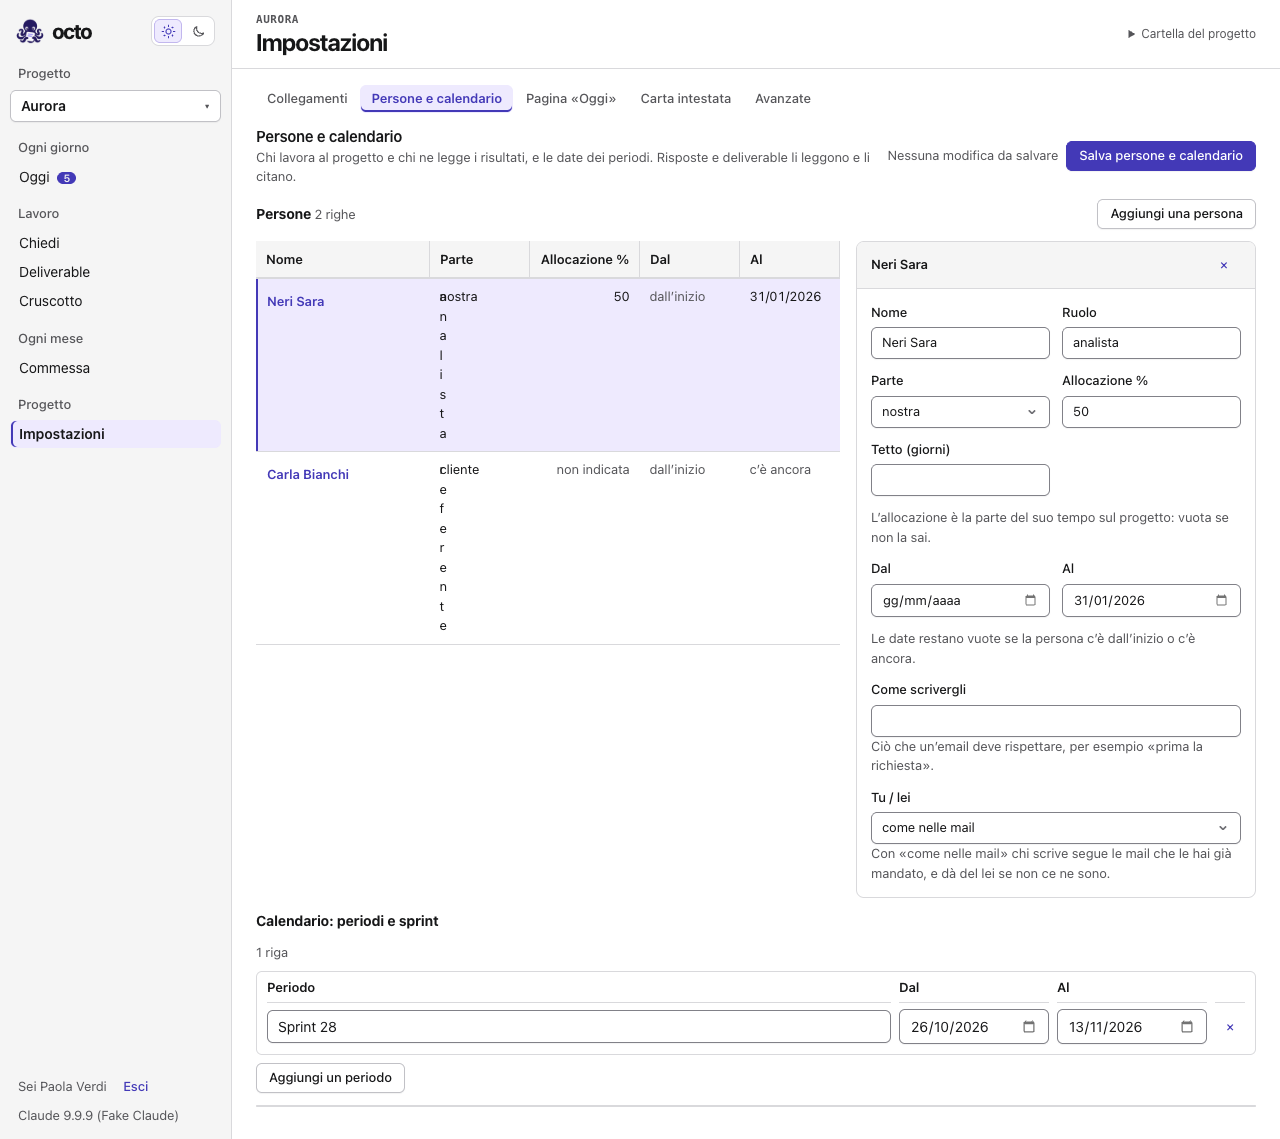 octo
Progetto
Aurora
Ogni giorno
Oggi 5
Lavoro
Chiedi
Deliverable
Cruscotto
Ogni mese
Commessa
Progetto
Impostazioni
Sei Paola Verdi Esci
Claude 9.9.9 (Fake Claude)
AURORA
Impostazioni
Cartella del progetto
Collegamenti Persone e calendario Pagina «Oggi» Carta intestata Avanzate
Persone e calendario
Chi lavora al progetto e chi ne legge i risultati, e le date dei periodi. Risposte e deliverable li leggono e li
citano.
Nessuna modifica da salvare Salva persone e calendario
Persone 2 righe
Aggiungi una persona
Nome Parte Allocazione % Dal Al
Neri Sara nostra 50 dall’inizio 31/01/2026
a
n
a
l
i
s
t
a
Carla Bianchi cliente non indicata dall’inizio c’è ancora
r
e
f
e
r
e
n
t
e
Neri Sara ×
Nome Ruolo
Neri Sara analista
Parte Allocazione %
nostra 50
Tetto (giorni)
L’allocazione è la parte del suo tempo sul progetto: vuota se
non la sai.
Dal Al
gg/mm/aaaa 31/01/2026
Le date restano vuote se la persona c’è dall’inizio o c’è
ancora.
Come scrivergli
Ciò che un’email deve rispettare, per esempio «prima la
richiesta».
Tu / lei
come nelle mail
Con «come nelle mail» chi scrive segue le mail che le hai già
mandato, e dà del lei se non ce ne sono.
Calendario: periodi e sprint
1 riga
Periodo Dal Al
Sprint 28 26/10/2026 13/11/2026 ×
Aggiungi un periodo